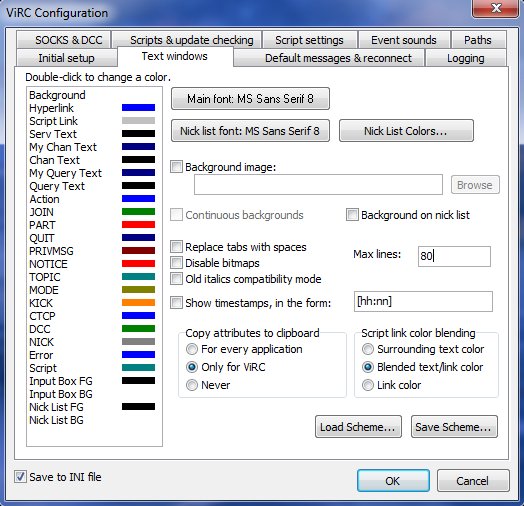 ViRC Configuration
SOCKS & DCC
Scripts & update checking
Script settings
Event sounds
Paths
Initial setup
Text windows
Default messages & reconnect
Logging
Double-click to change a color.
Background
Hyperlink
Script Link
Serv Text
My Chan Text
Chan Text
My Query Text
Query Text
Action
JOIN
PART
QUIT
PRIVMSG
NOTICE
TOPIC
MODE
KICK
CTCP
DCC
NICK
Error
Script
Input Box FG
Input Box BG
Nick List FG
Nick List BG
Main font: MS Sans Serif 8
Nick list font: MS Sans Serif 8
Nick List Colors...
Background image:
Browse
Continuous backgrounds
Background on nick list
Replace tabs with spaces
Disable bitmaps
Old italics compatibility mode
Max lines:
80
Show timestamps, in the form:
[hh:nn]
Copy attributes to clipboard
For every application
Only for ViRC
Never
Script link color blending
Surrounding text color
Blended text/link color
Link color
Load Scheme...
Save Scheme...
Save to INI file
OK
Cancel